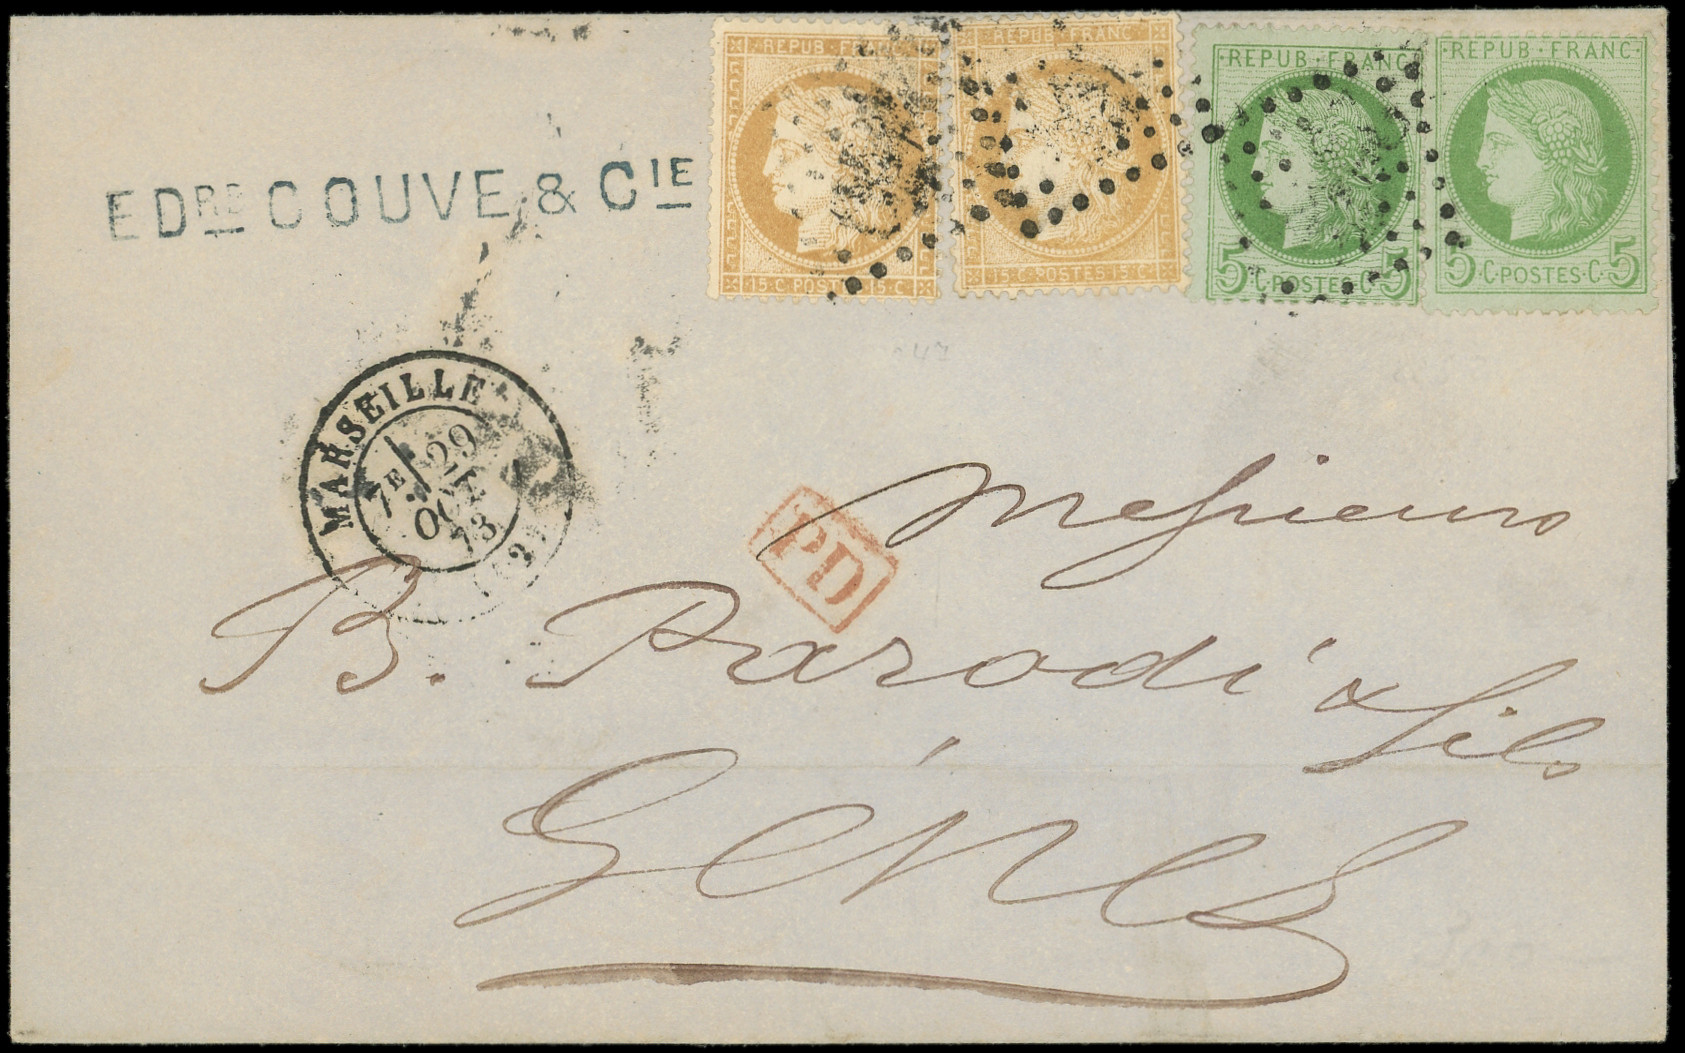 REPUB · FRANC
15 · C · POSTES · 15 · C
REPUB · FRANC
15 · C · POSTES · 15 · C
REPUB · FRANC
5 · C · POSTES · C · 5
REPUB · FRANC
5 · C · POSTES · C · 5
EDRD COUVE & CIE
MARSEILLE
7E 29
OCT
73
PD
Messieurs
B. Parodi & fils
Gênes